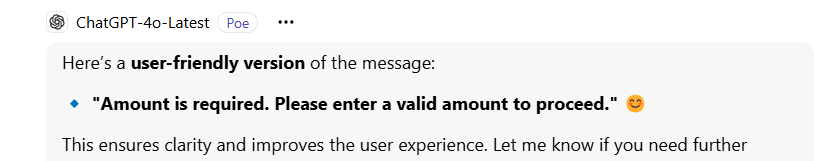 ChatGPT-4o-Latest Poe •••
Here's a user-friendly version of the message:
🔹 "Amount is required. Please enter a valid amount to proceed." 😊
This ensures clarity and improves the user experience. Let me know if you need further